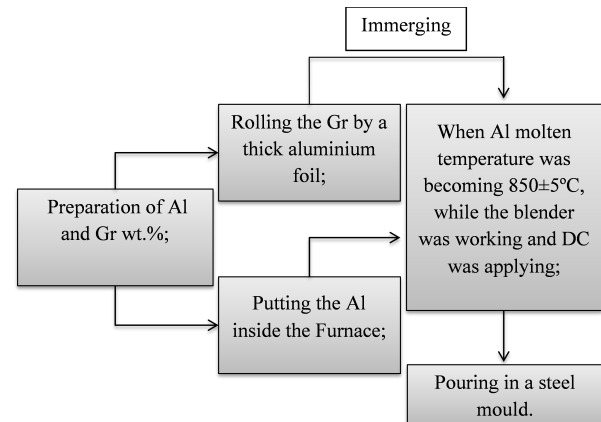 Immerging
Rolling the Gr by a
thick aluminium
foil;
When Al molten
temperature was
becoming 850±5ºC,
while the blender
was working and DC
was applying;
Preparation of Al
and Gr wt.%;
Putting the Al
inside the Furnace;
Pouring in a steel
mould.